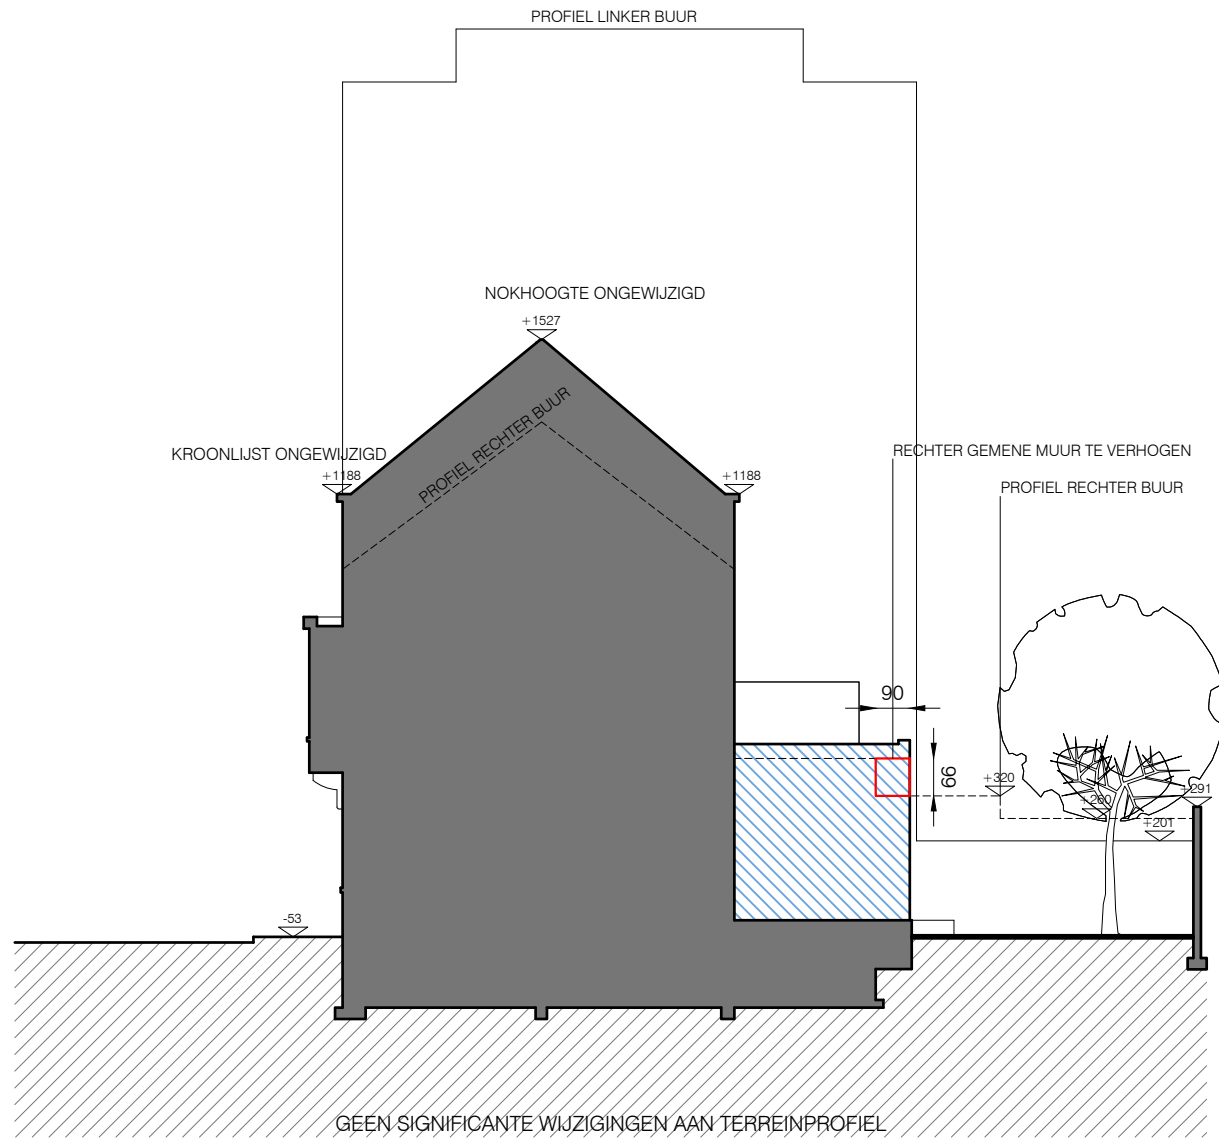 PROFIEL LINKER BUUR
NOKHOOGTE ONGEWIJZIGD
+1527
PROFIEL RECHTER BUUR
KROONLIJST ONGEWIJZIGD
+1188
+1188
RECHTER GEMENE MUUR TE VERHOGEN
PROFIEL RECHTER BUUR
90
66
+320
+260
+291
+201
-53
GEEN SIGNIFICANTE WIJZIGINGEN AAN TERREINPROFIEL